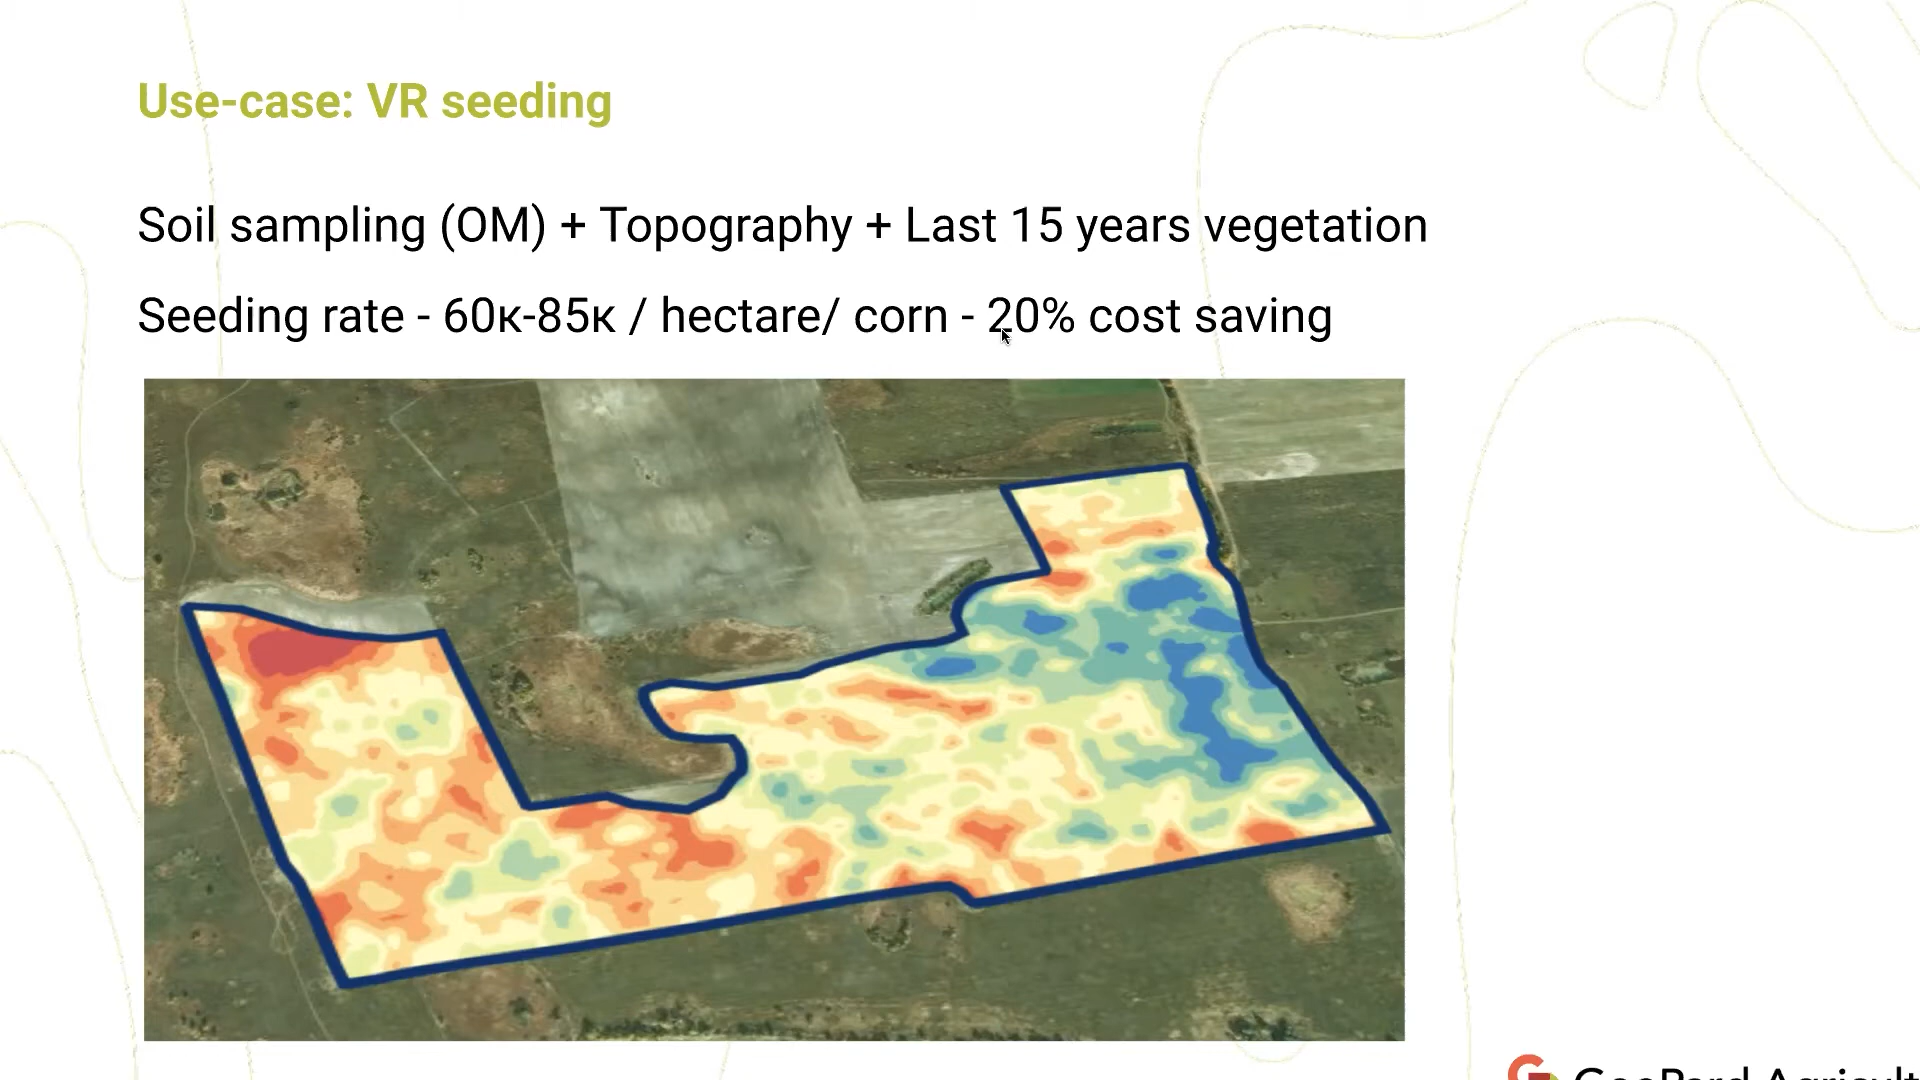 Use-case: VR seeding
Soil sampling (OM) + Topography + Last 15 years vegetation
Seeding rate - 60к-85к / hectare/ corn - 20% cost saving